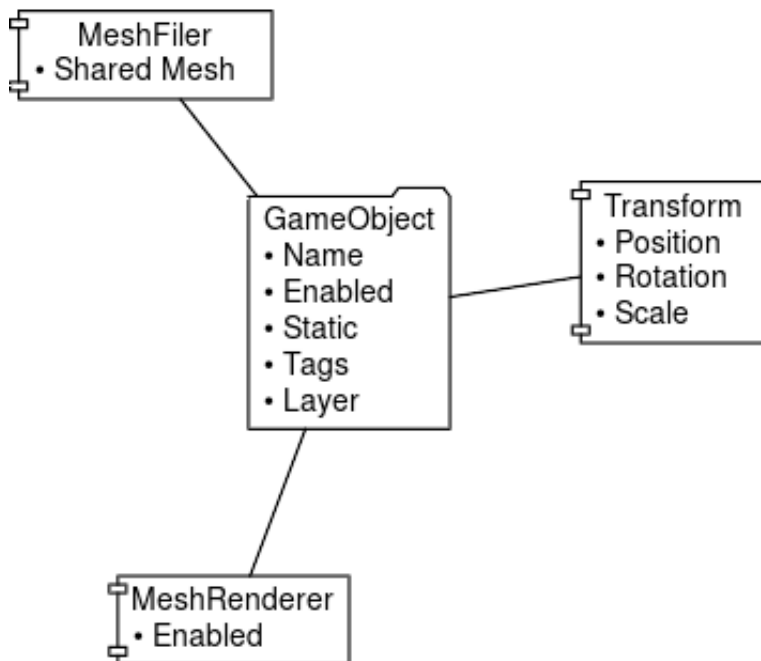 MeshFiler
• Shared Mesh
GameObject
• Name
• Enabled
• Static
• Tags
• Layer
Transform
• Position
• Rotation
• Scale
MeshRenderer
• Enabled